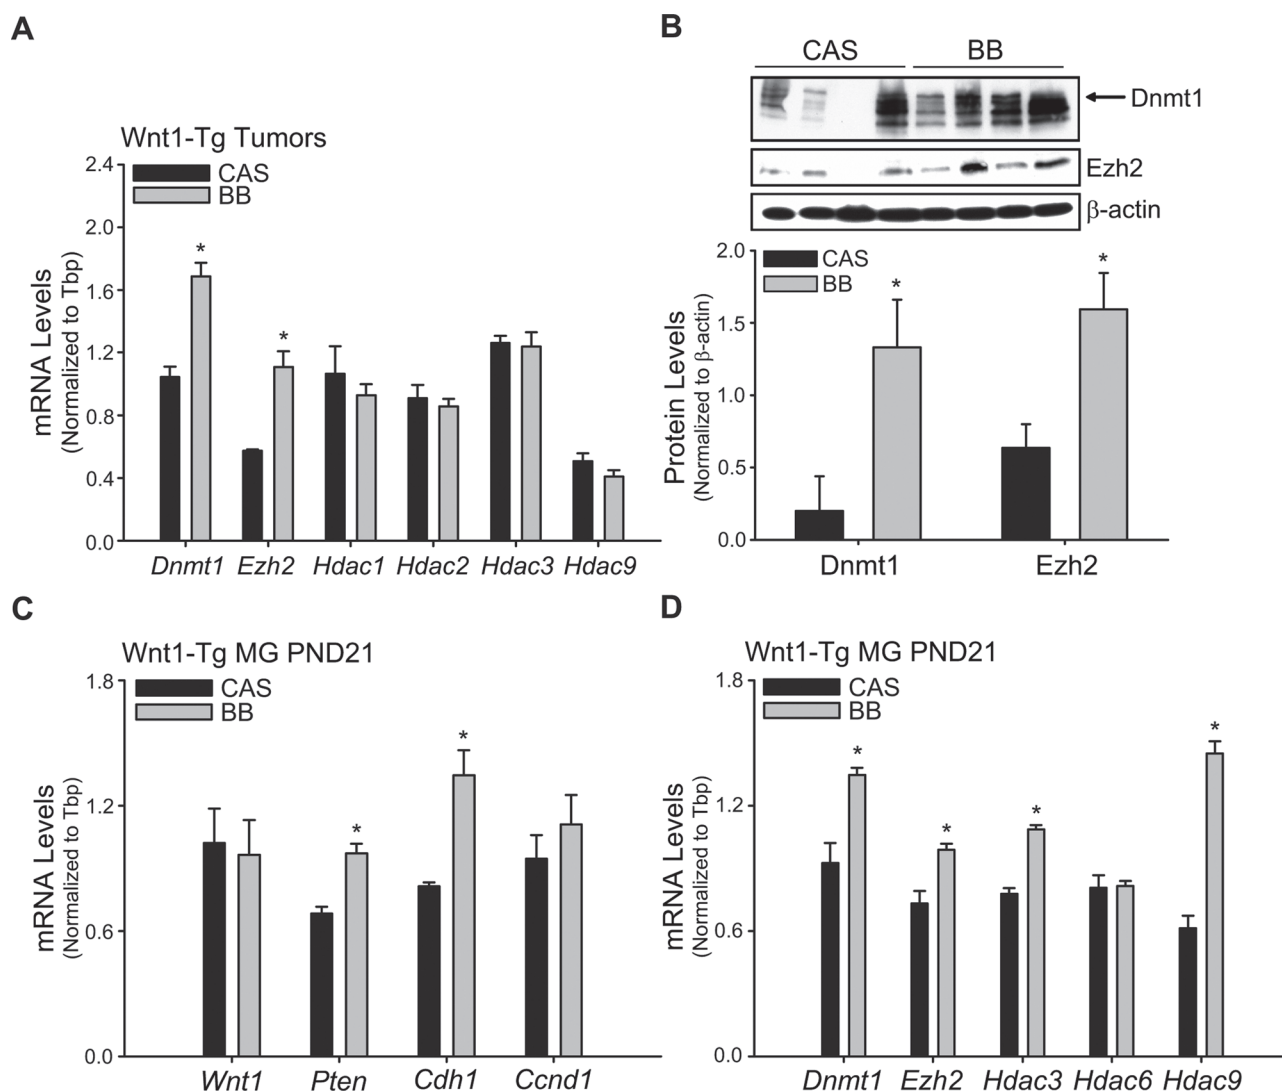 A
Wnt1-Tg Tumors
CAS
BB
mRNA Levels
(Normalized to Tbp)
2.4
2.0
1.6
1.2
0.8
0.4
0.0
*
*
Dnmt1 Ezh2 Hdac1 Hdac2 Hdac3 Hdac9
B
CAS BB
Dnmt1
Ezh2
β-actin
CAS
BB
Protein Levels
(Normalized to β-actin)
2.0
1.5
1.0
0.5
0.0
*
*
Dnmt1 Ezh2
C
Wnt1-Tg MG PND21
CAS
BB
mRNA Levels
(Normalized to Tbp)
1.8
1.2
0.6
0.0
*
*
Wnt1 Pten Cdh1 Ccnd1
D
Wnt1-Tg MG PND21
CAS
BB
mRNA Levels
(Normalized to Tbp)
1.8
1.2
0.6
0.0
*
*
*
*
Dnmt1 Ezh2 Hdac3 Hdac6 Hdac9